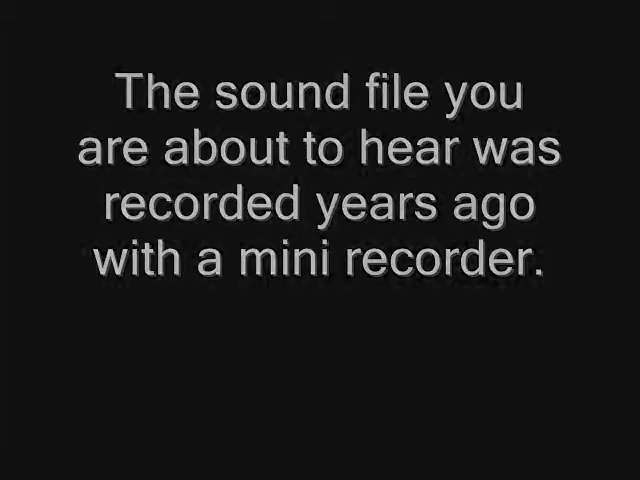 The sound file you
are about to hear was
recorded years ago
with a mini recorder.